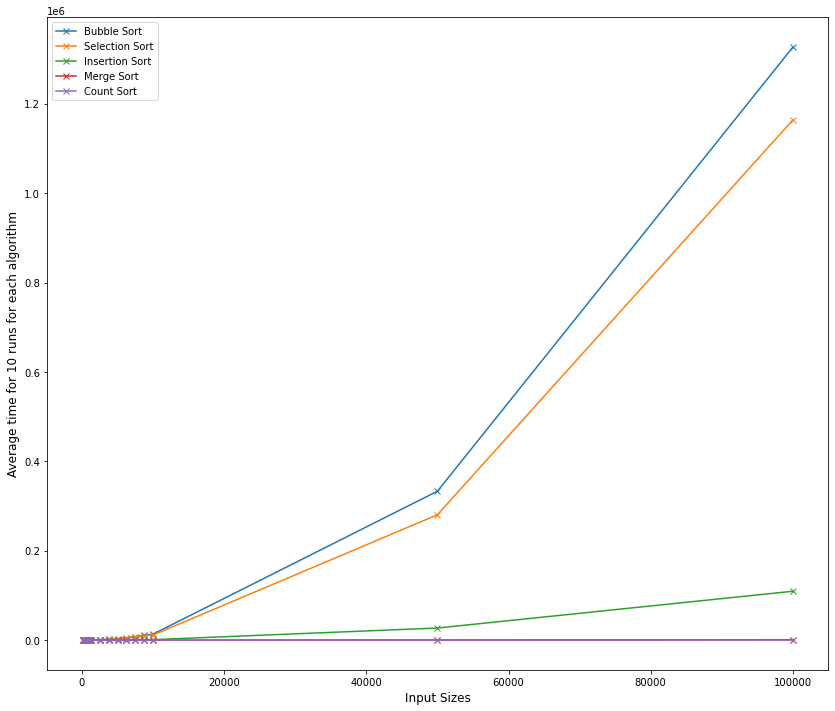 1e6
Bubble Sort
Selection Sort
Insertion Sort
Merge Sort
Count Sort
1.2
1.0
0.8
0.6
0.4
0.2
0.0
Average time for 10 runs for each algorithm
0 20000 40000 60000 80000 100000
Input Sizes